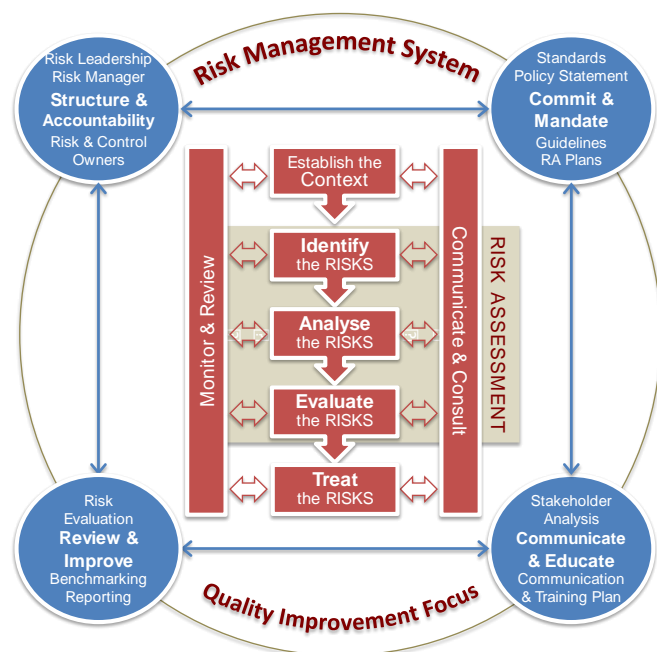 Risk Management System
Risk Leadership
Risk Manager
Structure &
Accountability
Risk & Control
Owners
Standards
Policy Statement
Commit &
Mandate
Guidelines
RA Plans
Monitor & Review
Establish the
Context
Identify
the RISKS
Analyse
the RISKS
Evaluate
the RISKS
Treat
the RISKS
Communicate & Consult
RISK ASSESSMENT
Risk
Evaluation
Review &
Improve
Benchmarking
Reporting
Stakeholder
Analysis
Communicate
& Educate
Communication
& Training Plan
Quality Improvement Focus